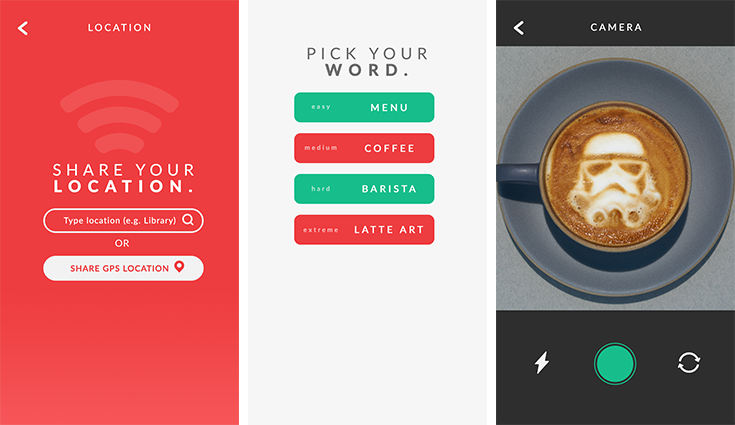 LOCATION
SHARE YOUR
LOCATION.
Type location (e.g. Library)
OR
SHARE GPS LOCATION
PICK YOUR
WORD.
easy MENU
medium COFFEE
hard BARISTA
extreme LATTE ART
CAMERA